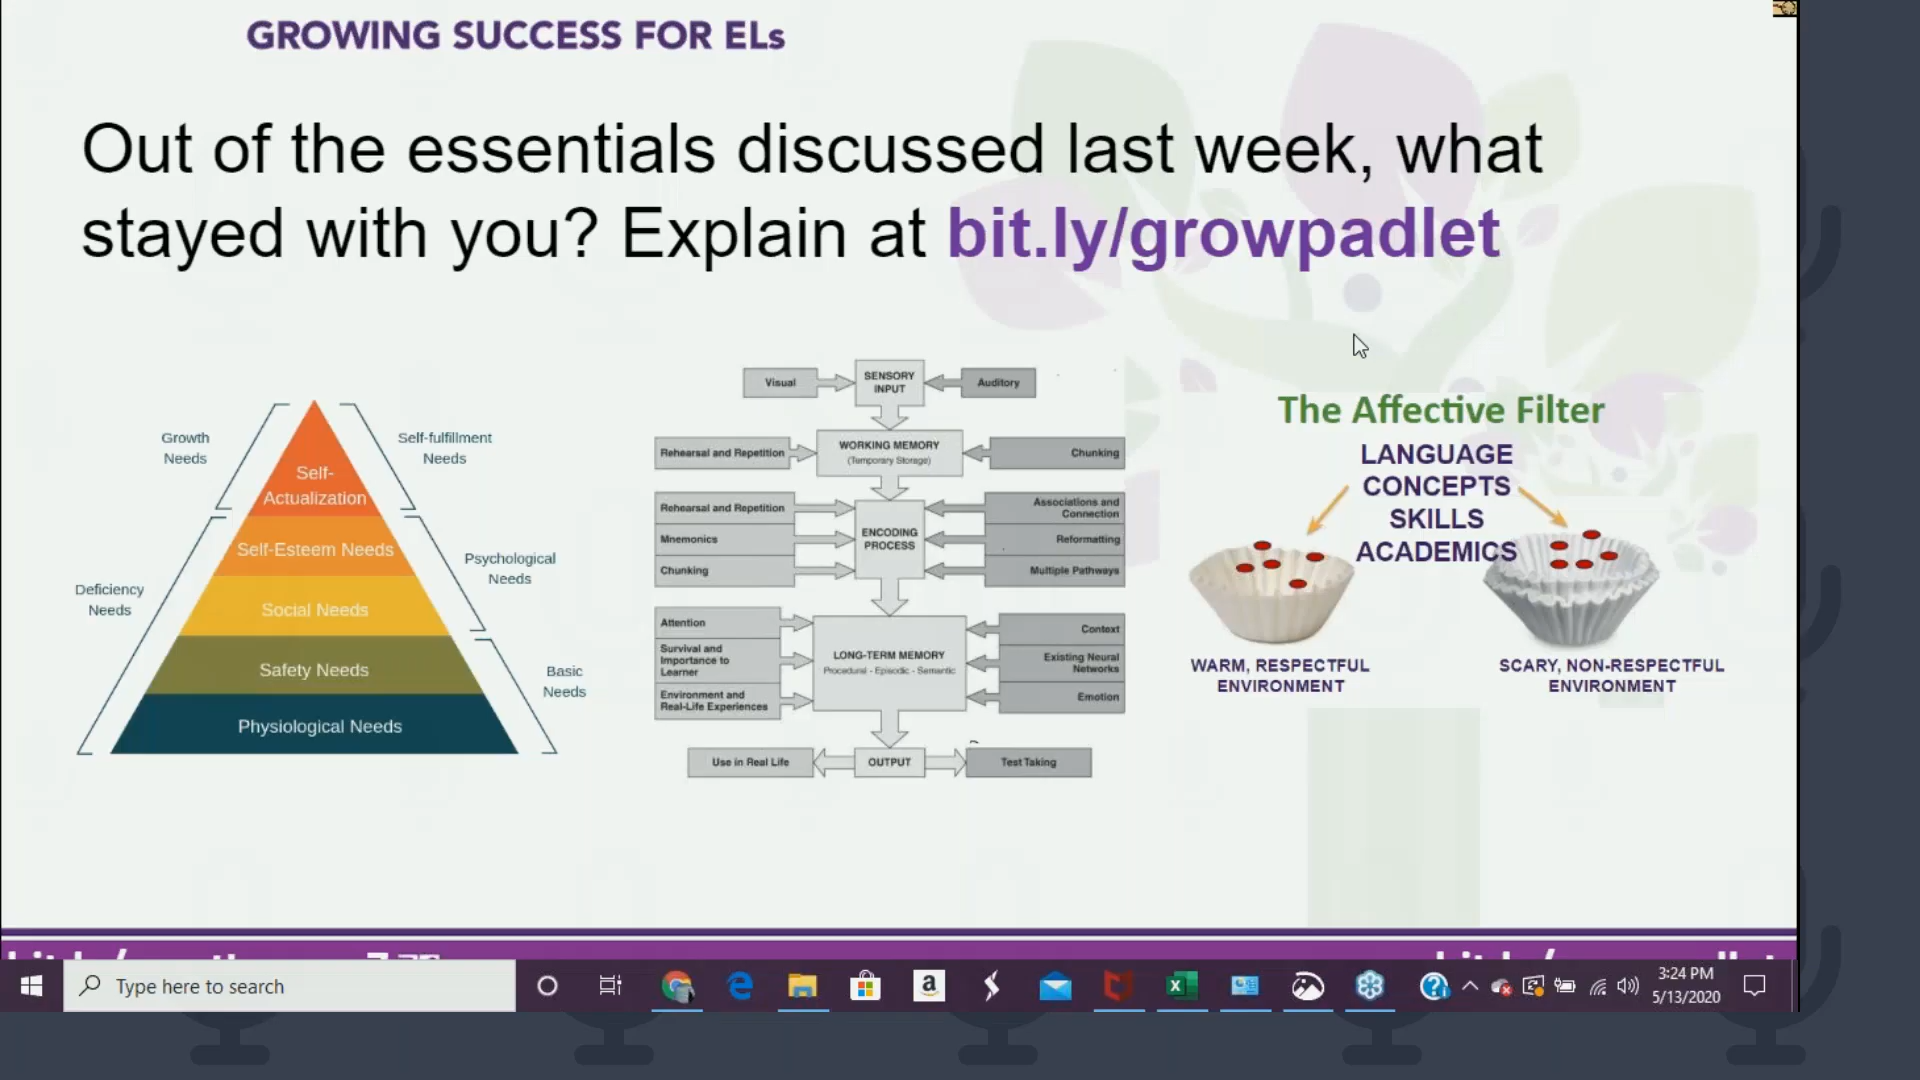 GROWING SUCCESS FOR ELs
Out of the essentials discussed last week, what
stayed with you? Explain at bit.ly/growpadlet
Growth
Needs
Self-fulfillment
Needs
Self-
Actualization
Self-Esteem Needs
Psychological
Needs
Deficiency
Needs
Social Needs
Safety Needs
Basic
Needs
Physiological Needs
Visual
SENSORY
INPUT
Auditory
Rehearsal and Repetition
WORKING MEMORY
(Temporary Storage)
Chunking
Rehearsal and Repetition
Mnemonics
Chunking
ENCODING
PROCESS
Associations and
Connection
Reformatting
Multiple Pathways
Attention
Survival and
Importance to
Learner
Environment and
Real-Life Experiences
LONG-TERM MEMORY
Procedural - Episodic - Semantic
Context
Existing Neural
Networks
Emotion
Use in Real Life
OUTPUT
Test Taking
The Affective Filter
LANGUAGE
CONCEPTS
SKILLS
ACADEMICS
WARM, RESPECTFUL
ENVIRONMENT
SCARY, NON-RESPECTFUL
ENVIRONMENT
Type here to search
3:24 PM
5/13/2020